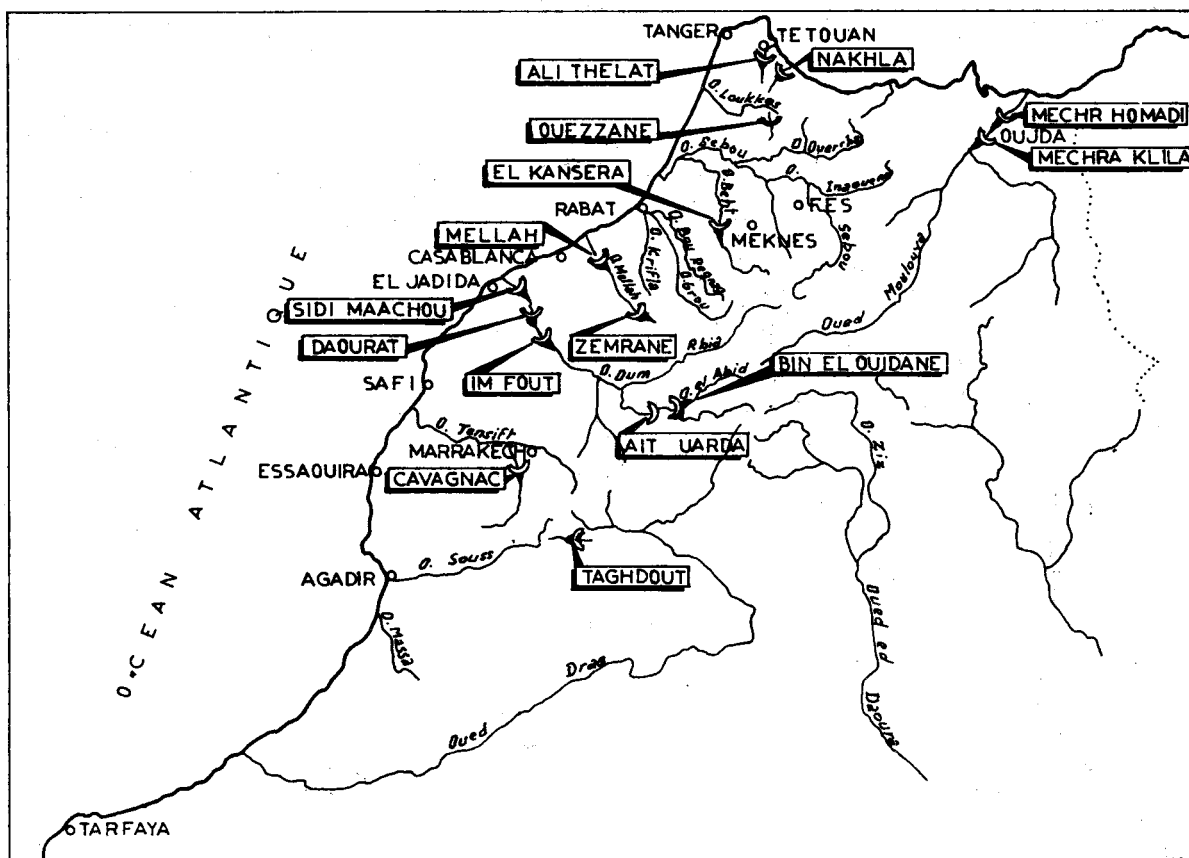 TANGER
TETOUAN
ALI THELAT
NAKHLA
O. Loukkos
OUEZZANE
MECHR HOMADI
OUJDA
MECHRA KLILA
O. Sebou
O Ouergha
EL KANSERA
O. Beht
O. Inaouene
FES
RABAT
MEKNES
Sebou
MELLAH
CASABLANCA
O. Mellah
O. Krifla
O. Bou Regreg
O. Grou
EL JADIDA
SIDI MAACHOU
DAOURAT
IM FOUT
ZEMRANE
Oued Moulouya
O. Oum Rbia
BIN EL OUIDANE
O. el Abid
SAFI
AIT UARDA
O. Tensift
MARRAKECH
O. Zis
ESSAOUIRA
CAVAGNAC
O. Souss
TAGHDOUT
AGADIR
O. Massa
Oued Draa
Oued ed Daoura
OCEAN ATLANTIQUE
TARFAYA